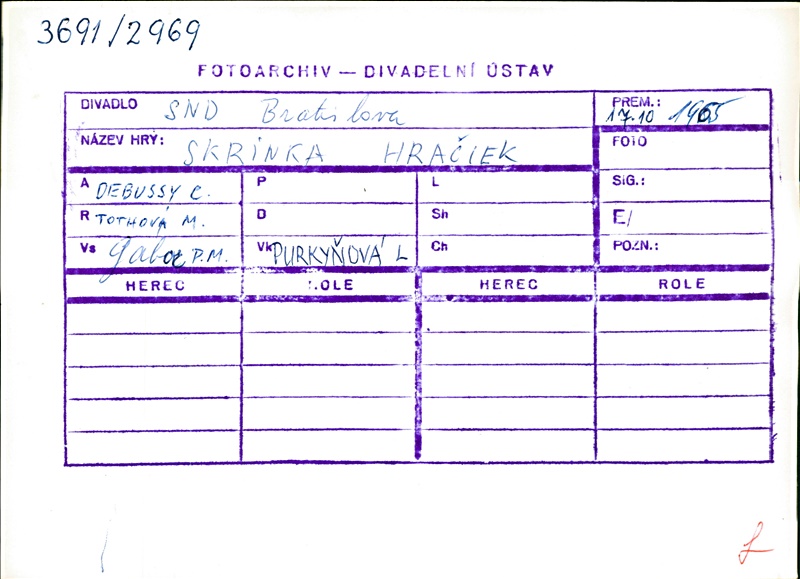 3691/2969
FOTOARCHIV — DIVADELNÍ ÚSTAV
DIVADLO SND Bratislava PREM.: 17.10 1965
NÁZEV HRY: SKRINKA HRAČIEK FOTO
A DEBUSSY C. P L SIG.:
R TOTHOVÁ M. D Sh E/
Vs Gabor P.M. Vk PURKYŇOVÁ L Ch POZN.:
HEREC ROLE HEREC ROLE